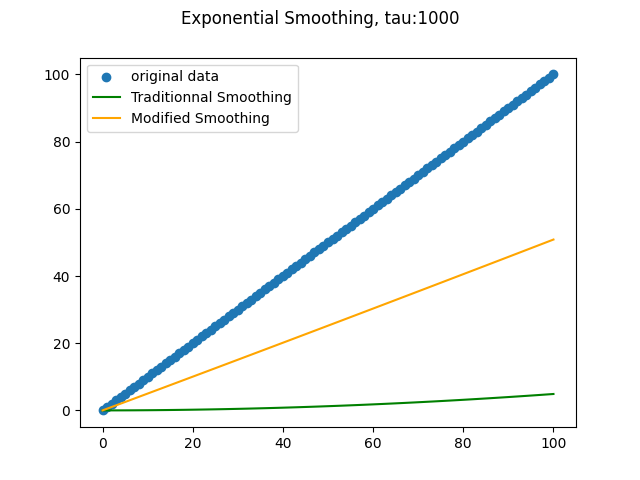 Exponential Smoothing, tau:1000
original data
Traditionnal Smoothing
Modified Smoothing
100
80
60
40
20
0
0 20 40 60 80 100